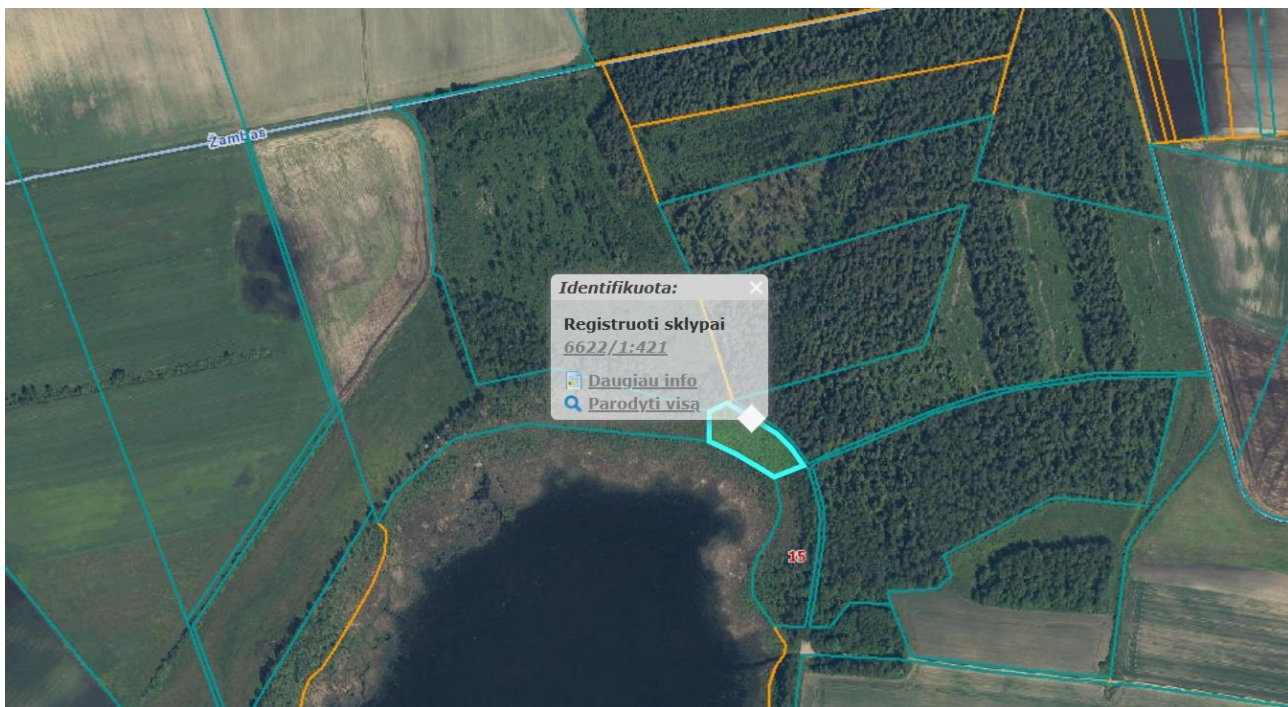 Žambas
Identifikuota:
Registruoti sklypai
6622/1:421
Daugiau info
Parodyti visą
15